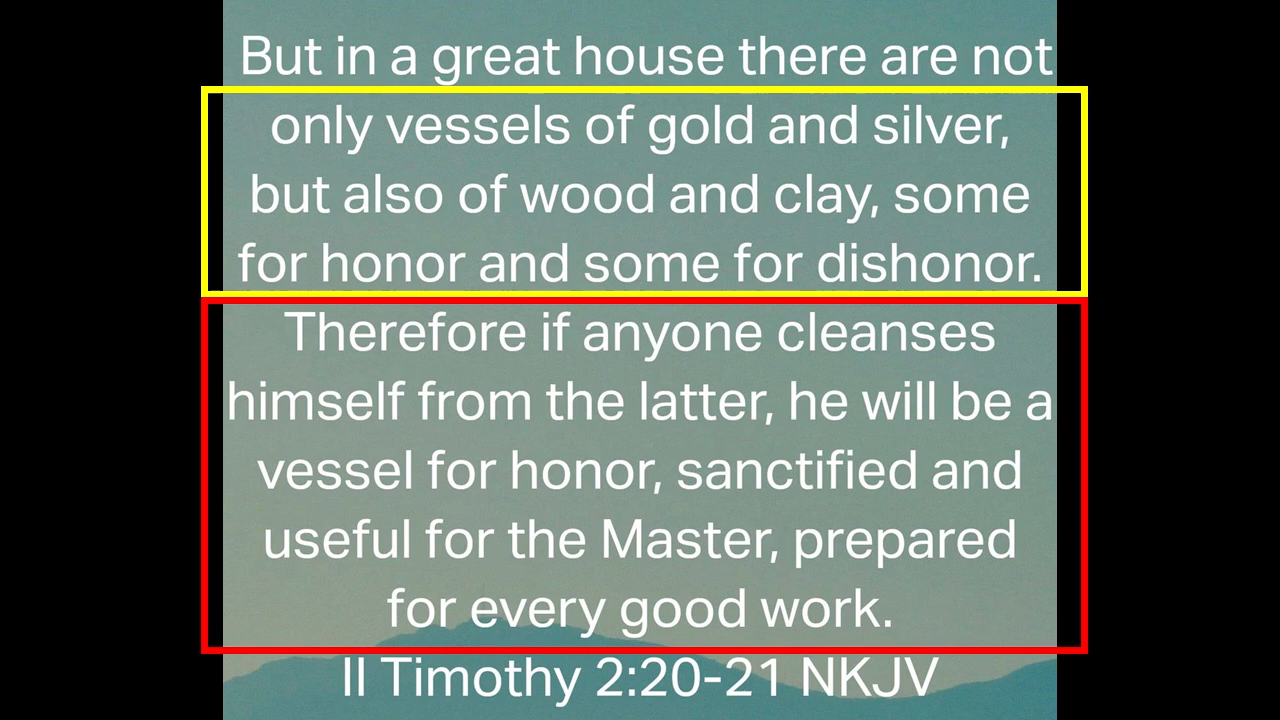 But in a great house there are not
only vessels of gold and silver,
but also of wood and clay, some
for honor and some for dishonor.
Therefore if anyone cleanses
himself from the latter, he will be a
vessel for honor, sanctified and
useful for the Master, prepared
for every good work.
II Timothy 2:20-21 NKJV